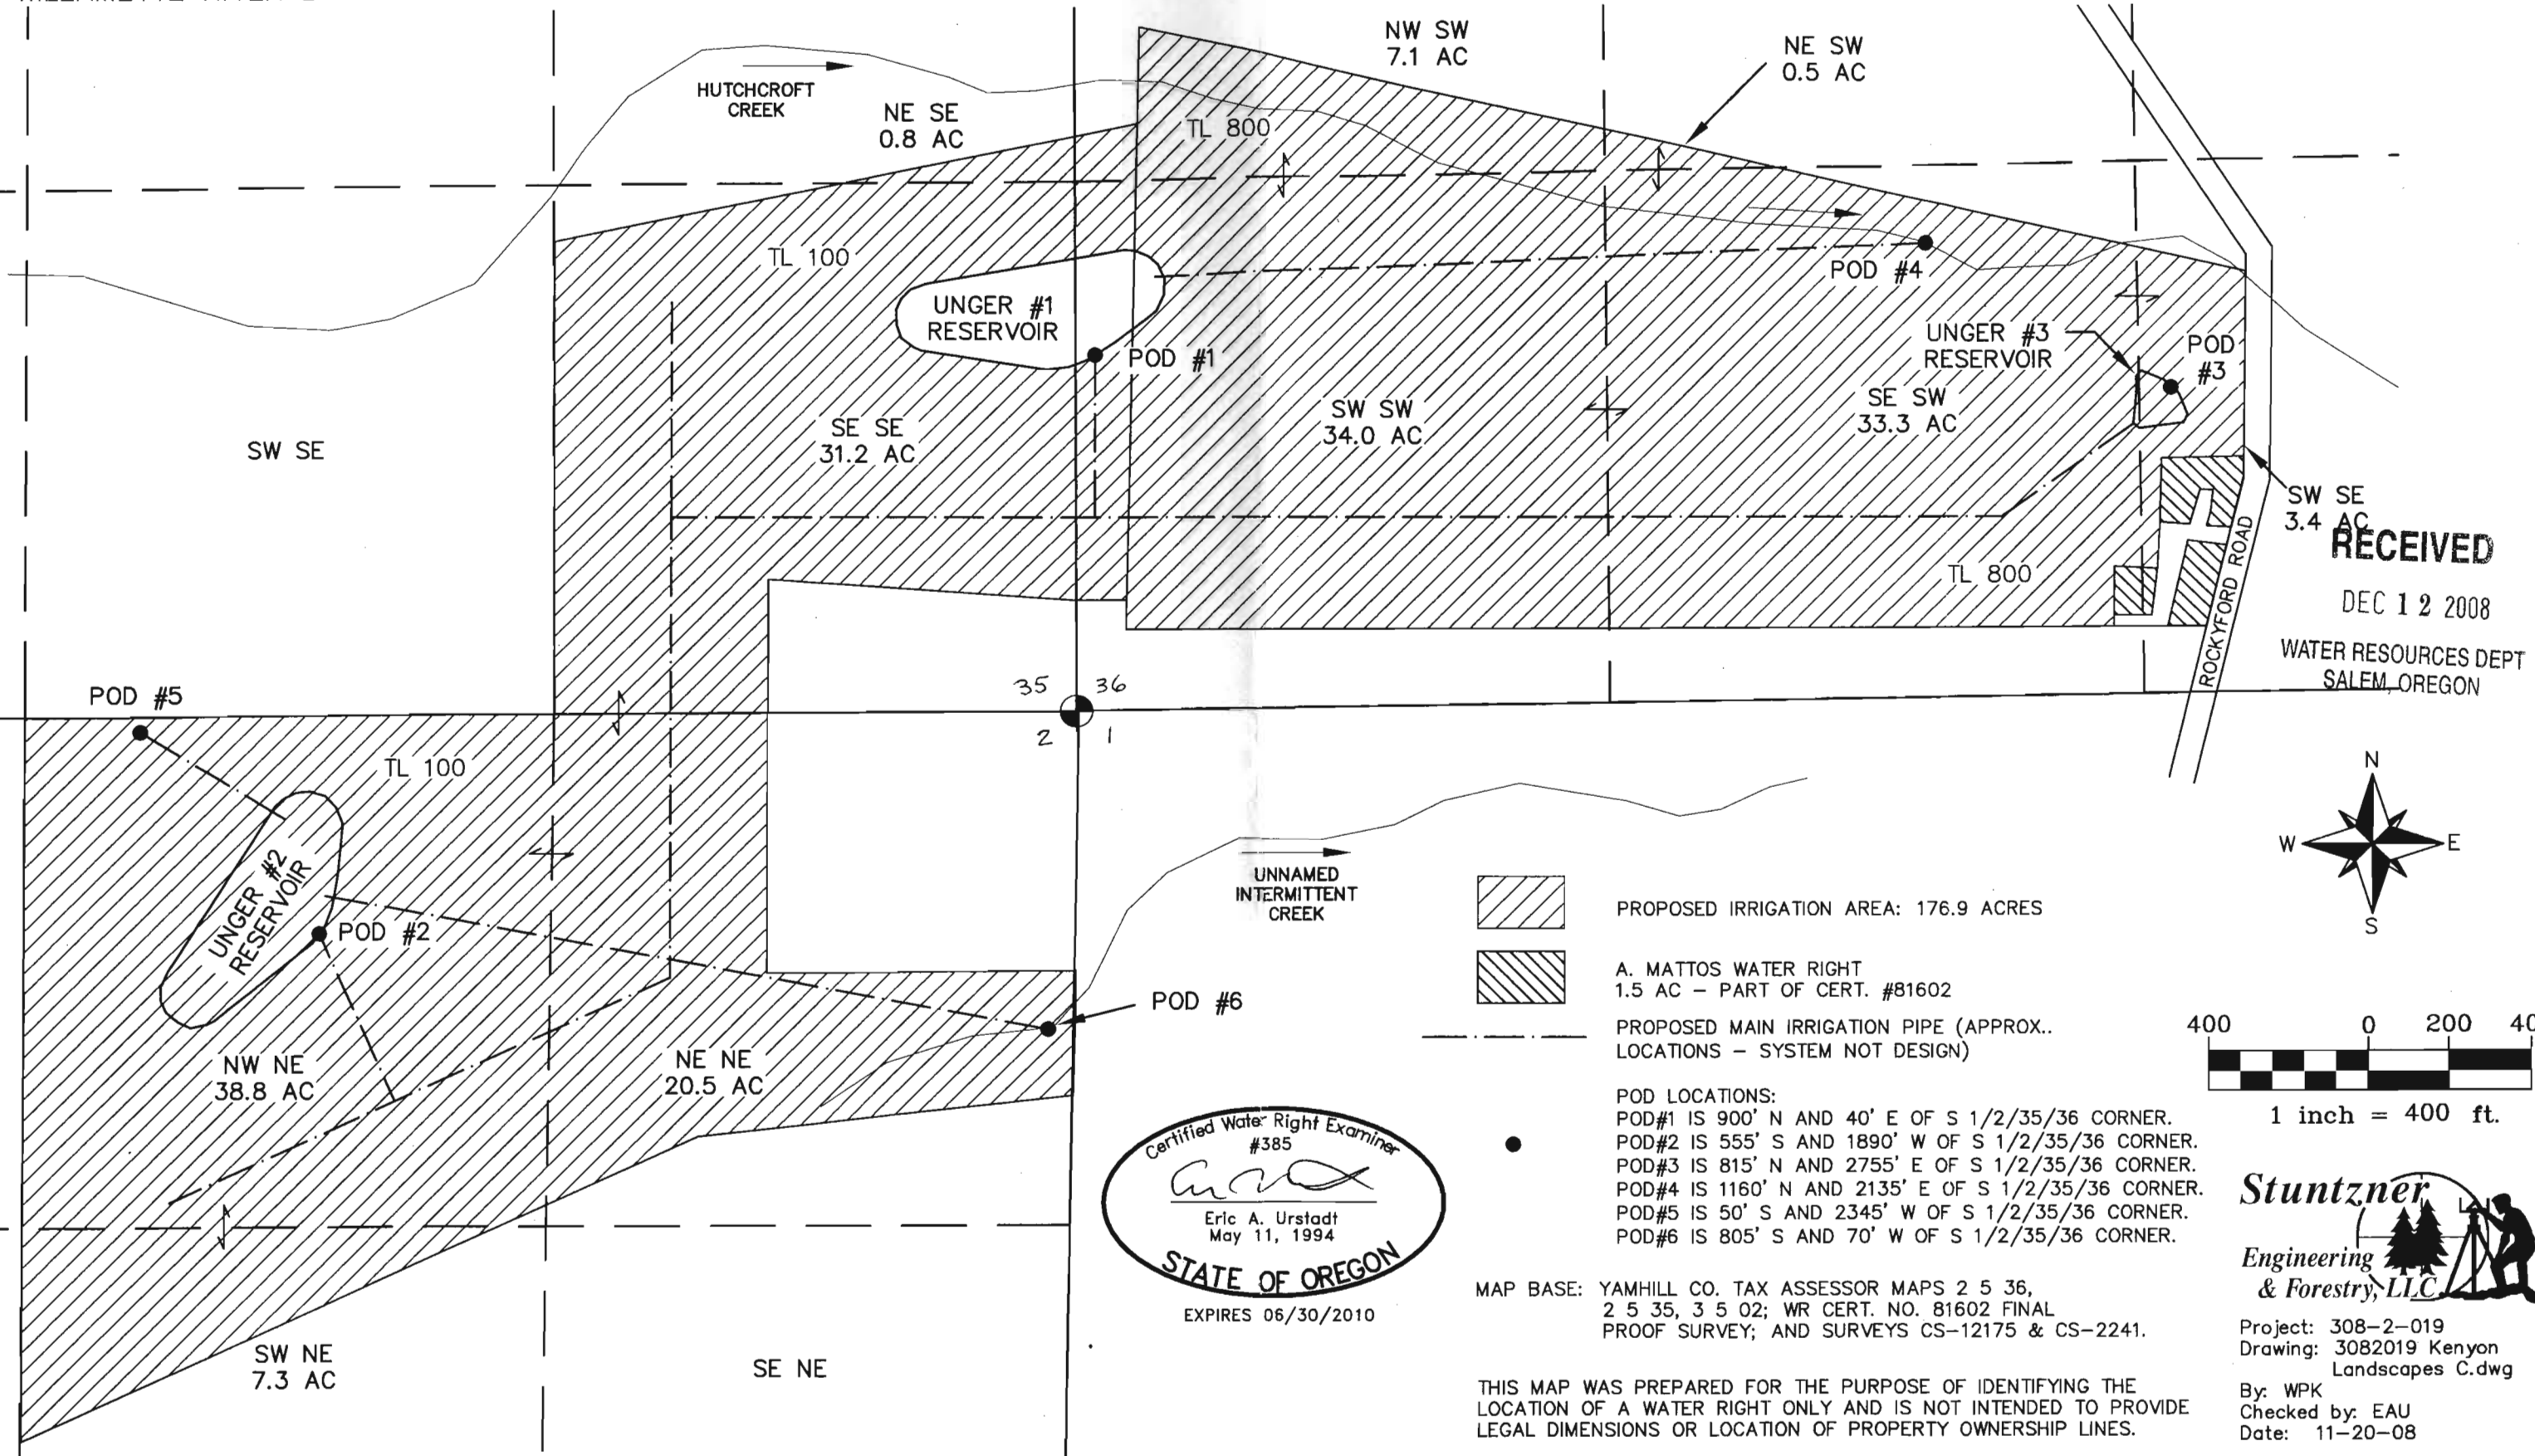 NW SW
7.1 AC
NE SW
0.5 AC
HUTCHCROFT
CREEK
NE SE
0.8 AC
TL 800
TL 100
UNGER #1
RESERVOIR
POD #1
POD #4
UNGER #3
RESERVOIR
POD
#3
SW SE
SE SE
31.2 AC
SW SW
34.0 AC
SE SW
33.3 AC
SW SE
3.4 AC
RECEIVED
DEC 12 2008
WATER RESOURCES DEPT
SALEM, OREGON
TL 800
ROCKYFORD ROAD
35 36
2 1
POD #5
TL 100
UNGER #2
RESERVOIR
POD #2
POD #6
NW NE
38.8 AC
NE NE
20.5 AC
SW NE
7.3 AC
SE NE
UNNAMED
INTERMITTENT
CREEK
N
W E
S
PROPOSED IRRIGATION AREA: 176.9 ACRES
A. MATTOS WATER RIGHT
1.5 AC – PART OF CERT. #81602
PROPOSED MAIN IRRIGATION PIPE (APPROX..
LOCATIONS – SYSTEM NOT DESIGN)
POD LOCATIONS:
POD#1 IS 900' N AND 40' E OF S 1/2/35/36 CORNER.
POD#2 IS 555' S AND 1890' W OF S 1/2/35/36 CORNER.
POD#3 IS 815' N AND 2755' E OF S 1/2/35/36 CORNER.
POD#4 IS 1160' N AND 2135' E OF S 1/2/35/36 CORNER.
POD#5 IS 50' S AND 2345' W OF S 1/2/35/36 CORNER.
POD#6 IS 805' S AND 70' W OF S 1/2/35/36 CORNER.
MAP BASE: YAMHILL CO. TAX ASSESSOR MAPS 2 5 36,
2 5 35, 3 5 02; WR CERT. NO. 81602 FINAL
PROOF SURVEY; AND SURVEYS CS-12175 & CS-2241.
THIS MAP WAS PREPARED FOR THE PURPOSE OF IDENTIFYING THE
LOCATION OF A WATER RIGHT ONLY AND IS NOT INTENDED TO PROVIDE
LEGAL DIMENSIONS OR LOCATION OF PROPERTY OWNERSHIP LINES.
Certified Water Right Examiner
#385
Eric A. Urstadt
May 11, 1994
STATE OF OREGON
EXPIRES 06/30/2010
400 0 200
1 inch = 400 ft.
Stuntzner
Engineering
& Forestry, LLC
Project: 308-2-019
Drawing: 3082019 Kenyon
Landscapes C.dwg
By: WPK
Checked by: EAU
Date: 11-20-08